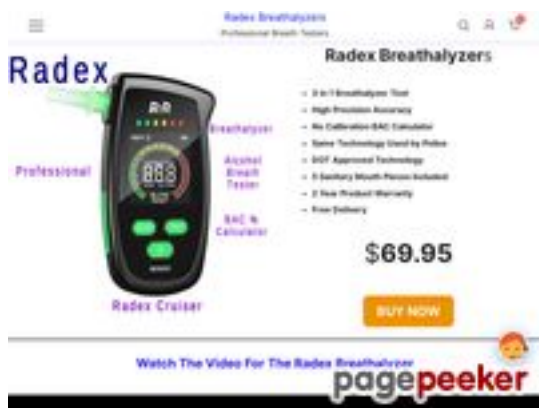 Radex Breathalyzers
Professional Breath Testers
Radex
Radex Breathalyzers
3 in 1 Breathalyzer Tool
High Precision Accuracy
No Calibration BAC Calculator
Same Technology Used by Police
DOT Approved Technology
5 Sanitary Mouth Pieces Included
2 Year Product Warranty
Free Delivery
Breathalyzer
Professional
Alcohol
Breath
Tester
BAC %
Calculator
Radex Cruiser
$69.95
BUY NOW
Watch The Video For The Radex Breathalyzer
pagepeeker